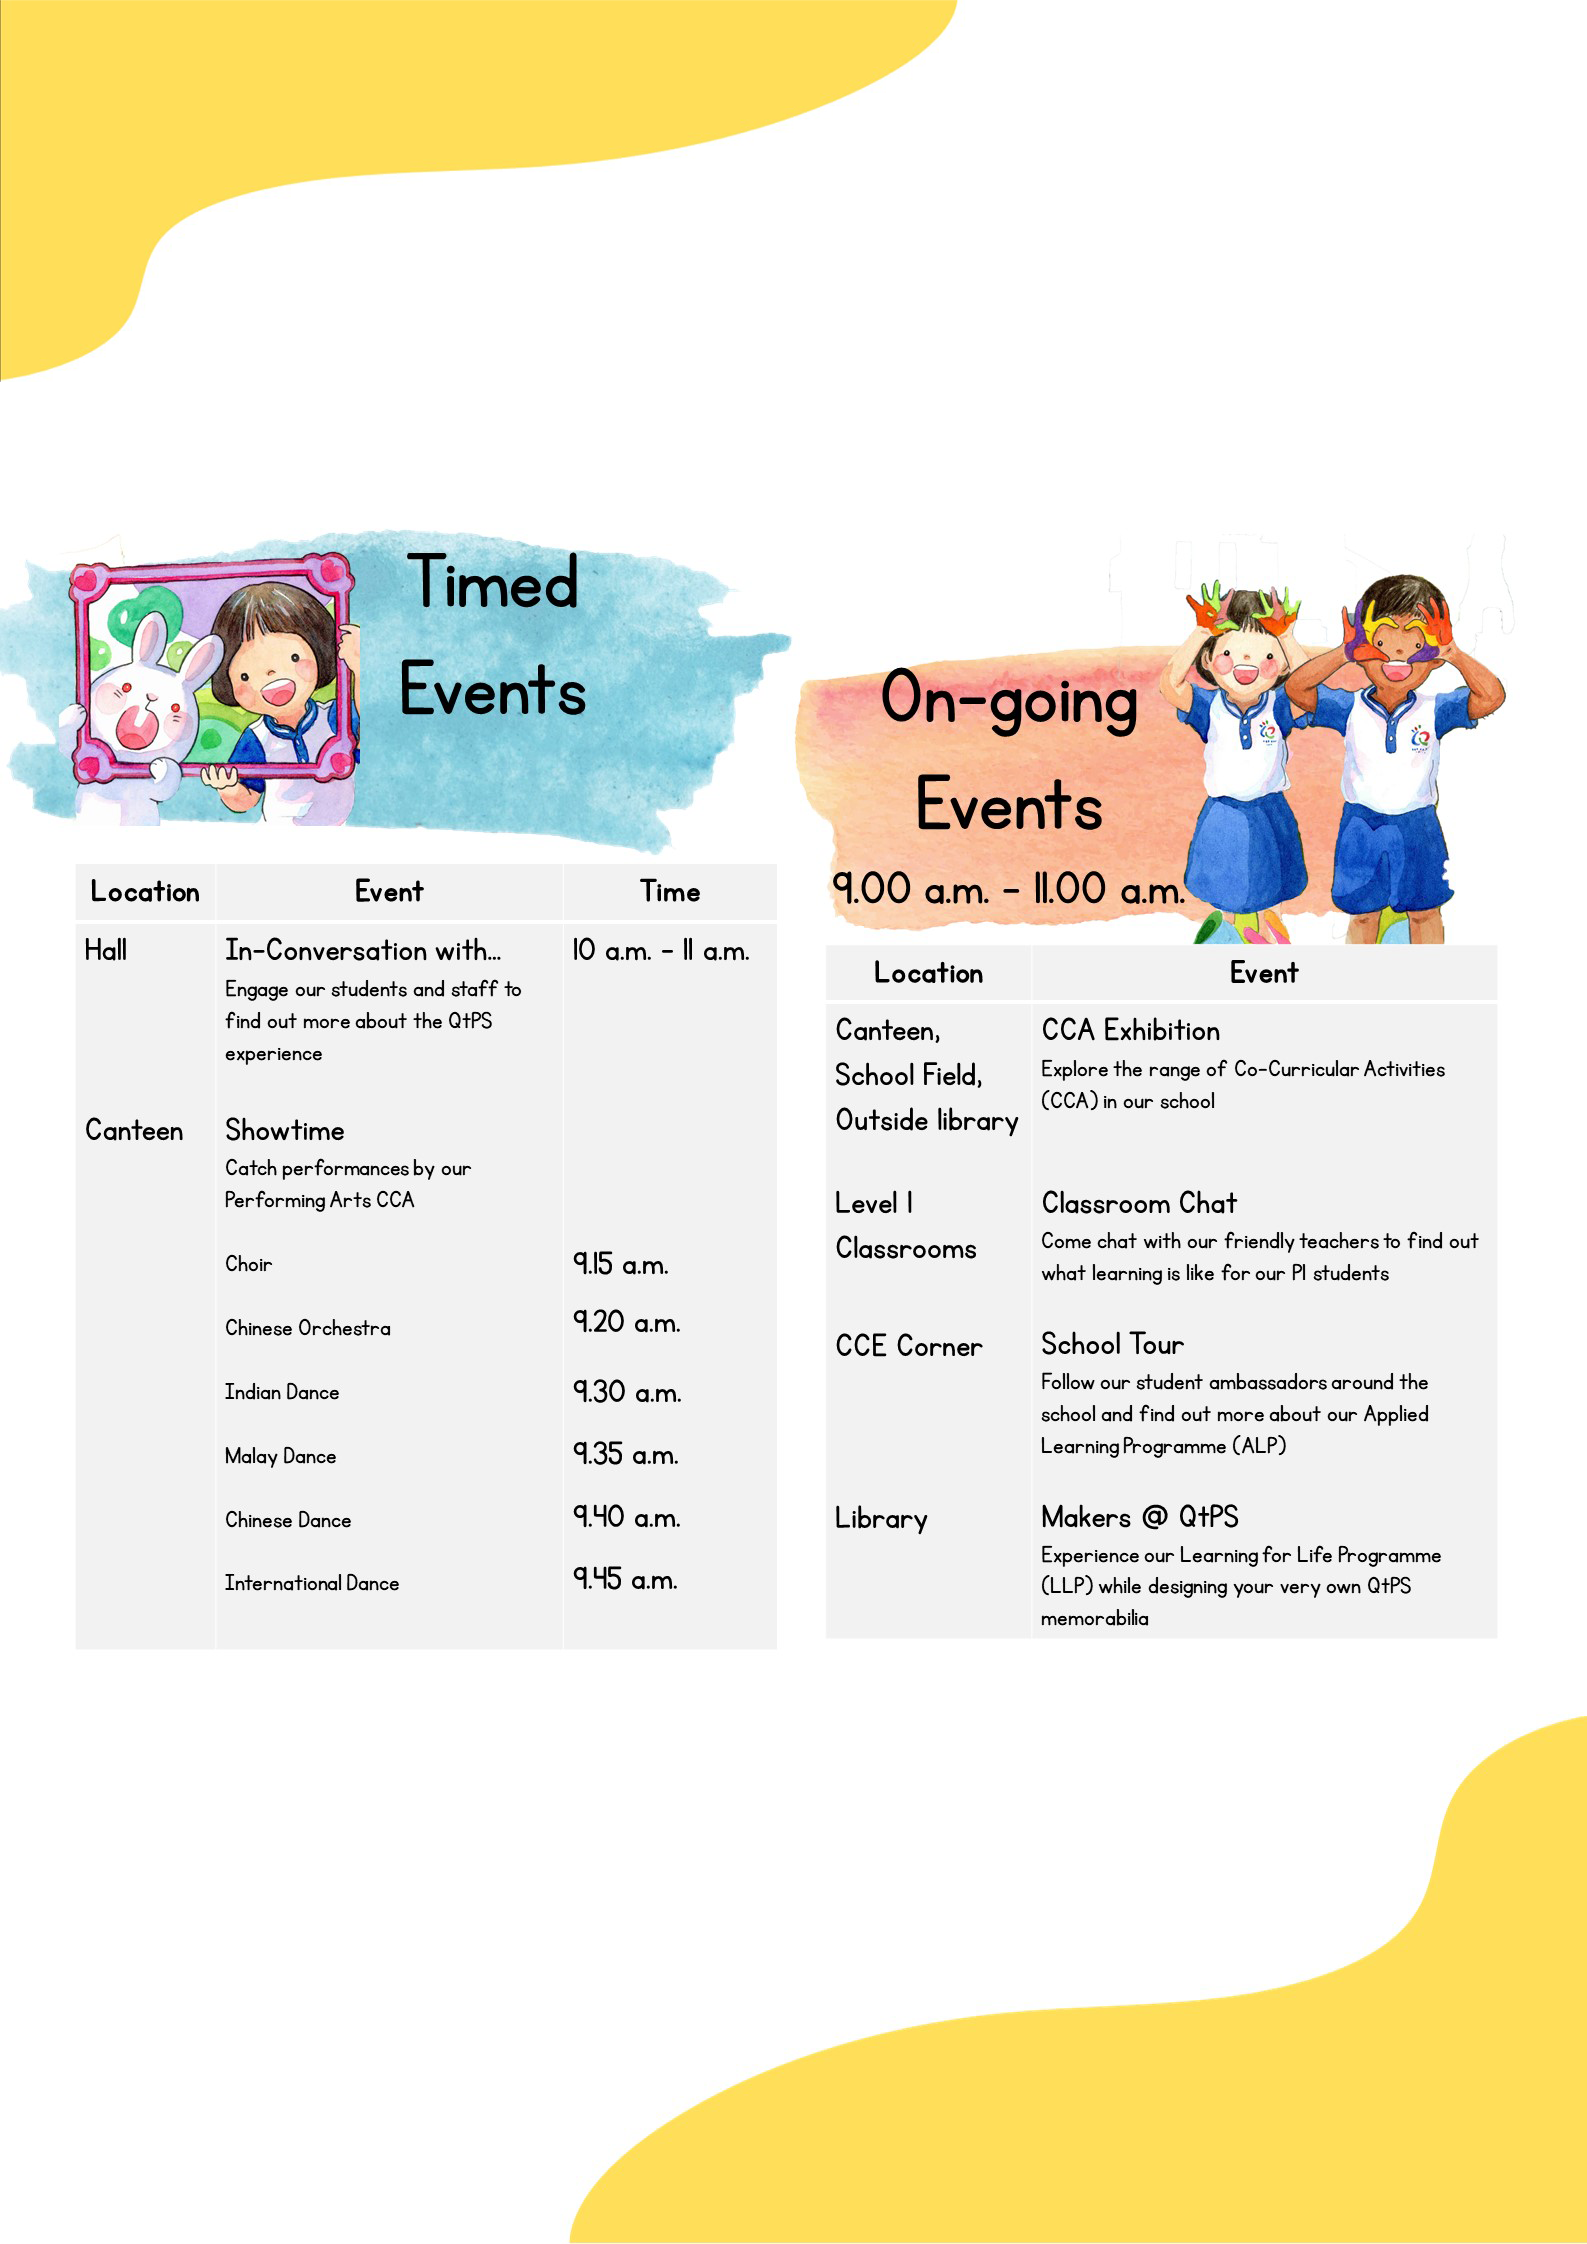 Timed
Events
Location Event Time
Hall In-Conversation with... 10 a.m. - 11 a.m.
Engage our students and staff to
find out more about the QtPS
experience
Canteen Showtime
Catch performances by our
Performing Arts CCA
Choir 9.15 a.m.
Chinese Orchestra 9.20 a.m.
Indian Dance 9.30 a.m.
Malay Dance 9.35 a.m.
Chinese Dance 9.40 a.m.
International Dance 9.45 a.m.
On-going
Events
9.00 a.m. - 11.00 a.m.
Location Event
Canteen, CCA Exhibition
School Field, Explore the range of Co-Curricular Activities
Outside library (CCA) in our school
Level 1 Classroom Chat
Classrooms Come chat with our friendly teachers to find out
what learning is like for our P1 students
CCE Corner School Tour
Follow our student ambassadors around the
school and find out more about our Applied
Learning Programme (ALP)
Library Makers @ QtPS
Experience our Learning for Life Programme
(LLP) while designing your very own QtPS
memorabilia